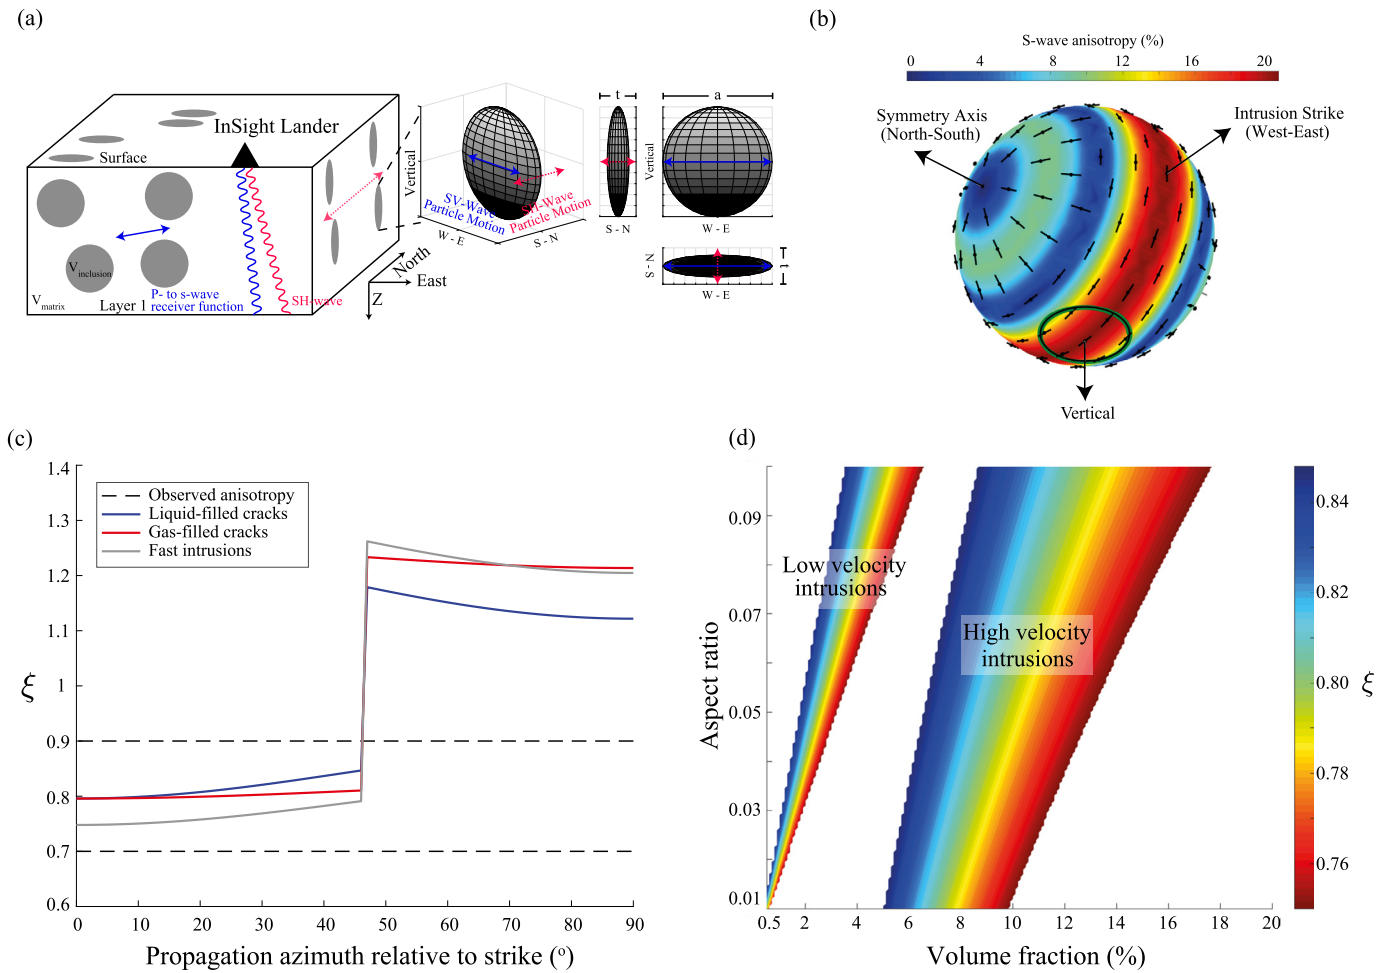 (a)
InSight Lander
Surface
V_inclusion
V_matrix
Layer 1
P- to s-wave
receiver function
SH-wave
North
East
Z
Vertical
SV-Wave
Particle Motion
SH-Wave
Particle Motion
W - E
S - N
t
S - N
a
Vertical
W - E
S - N
t
W - E
(b)
S-wave anisotropy (%)
0 4 8 12 16 20
Symmetry Axis
(North-South)
Intrusion Strike
(West-East)
Vertical
(c)
1.4
1.3
1.2
1.1
1
0.9
0.8
0.7
0.6
ξ
Observed anisotropy
Liquid-filled cracks
Gas-filled cracks
Fast intrusions
0 10 20 30 40 50 60 70 80 90
Propagation azimuth relative to strike (°)
(d)
Aspect ratio
0.09
0.07
0.05
0.03
0.01
Low velocity
intrusions
High velocity
intrusions
0.5 2 4 6 8 10 12 14 16 18 20
Volume fraction (%)
0.84
0.82
0.80
0.78
0.76
ξ